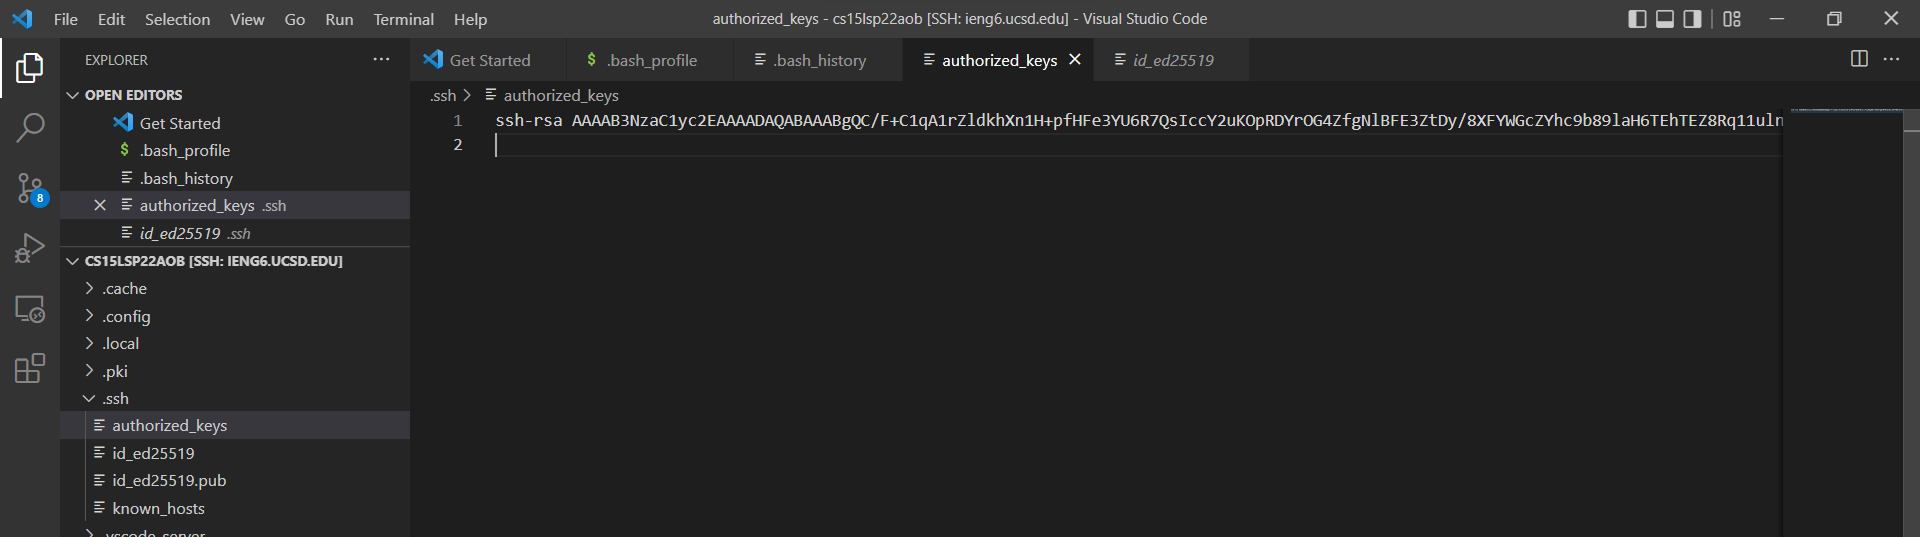 File Edit Selection View Go Run Terminal Help authorized_keys - cs15lsp22aob [SSH: ieng6.ucsd.edu] - Visual Studio Code
EXPLORER
Get Started
.bash_profile
.bash_history
authorized_keys
id_ed25519
.ssh > authorized_keys
OPEN EDITORS
Get Started
$ .bash_profile
.bash_history
authorized_keys .ssh
id_ed25519 .ssh
8
CS15LSP22AOB [SSH: IENG6.UCSD.EDU]
.cache
.config
.local
.pki
.ssh
authorized_keys
id_ed25519
id_ed25519.pub
known_hosts
.vscode-server
1 ssh-rsa AAAAB3NzaC1yc2EAAAADAQABAAABgQC/F+C1qA1rZldkhXn1H+pfHFe3YU6R7QsIccY2uKOpRDYrOG4ZfgNlBFE3ZtDy/8XFYWGcZYhc9b89laH6TEhTEZ8Rq11uln
2